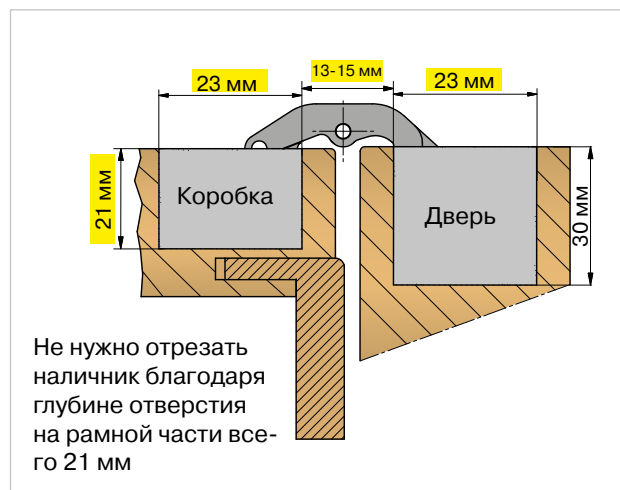 23 мм
13-15 мм
23 мм
21 мм
Коробка
Дверь
30 мм
Не нужно отрезать
наличник благодаря
глубине отверстия
на рамной части все-
го 21 мм